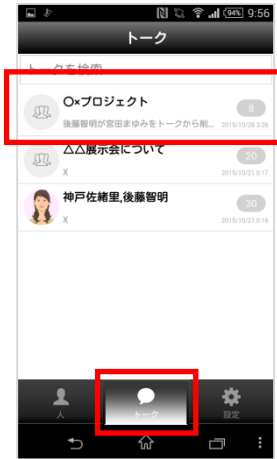 94% 9:56
トーク
トークを検索
〇×プロジェクト
8
後藤智明が宮田まゆみをトークから削...
2015/10/28 3:26
△△展示会について
20
X
2015/10/21 0:17
神戸佐緒里,後藤智明
30
X
2015/10/21 0:16
人
トーク
設定